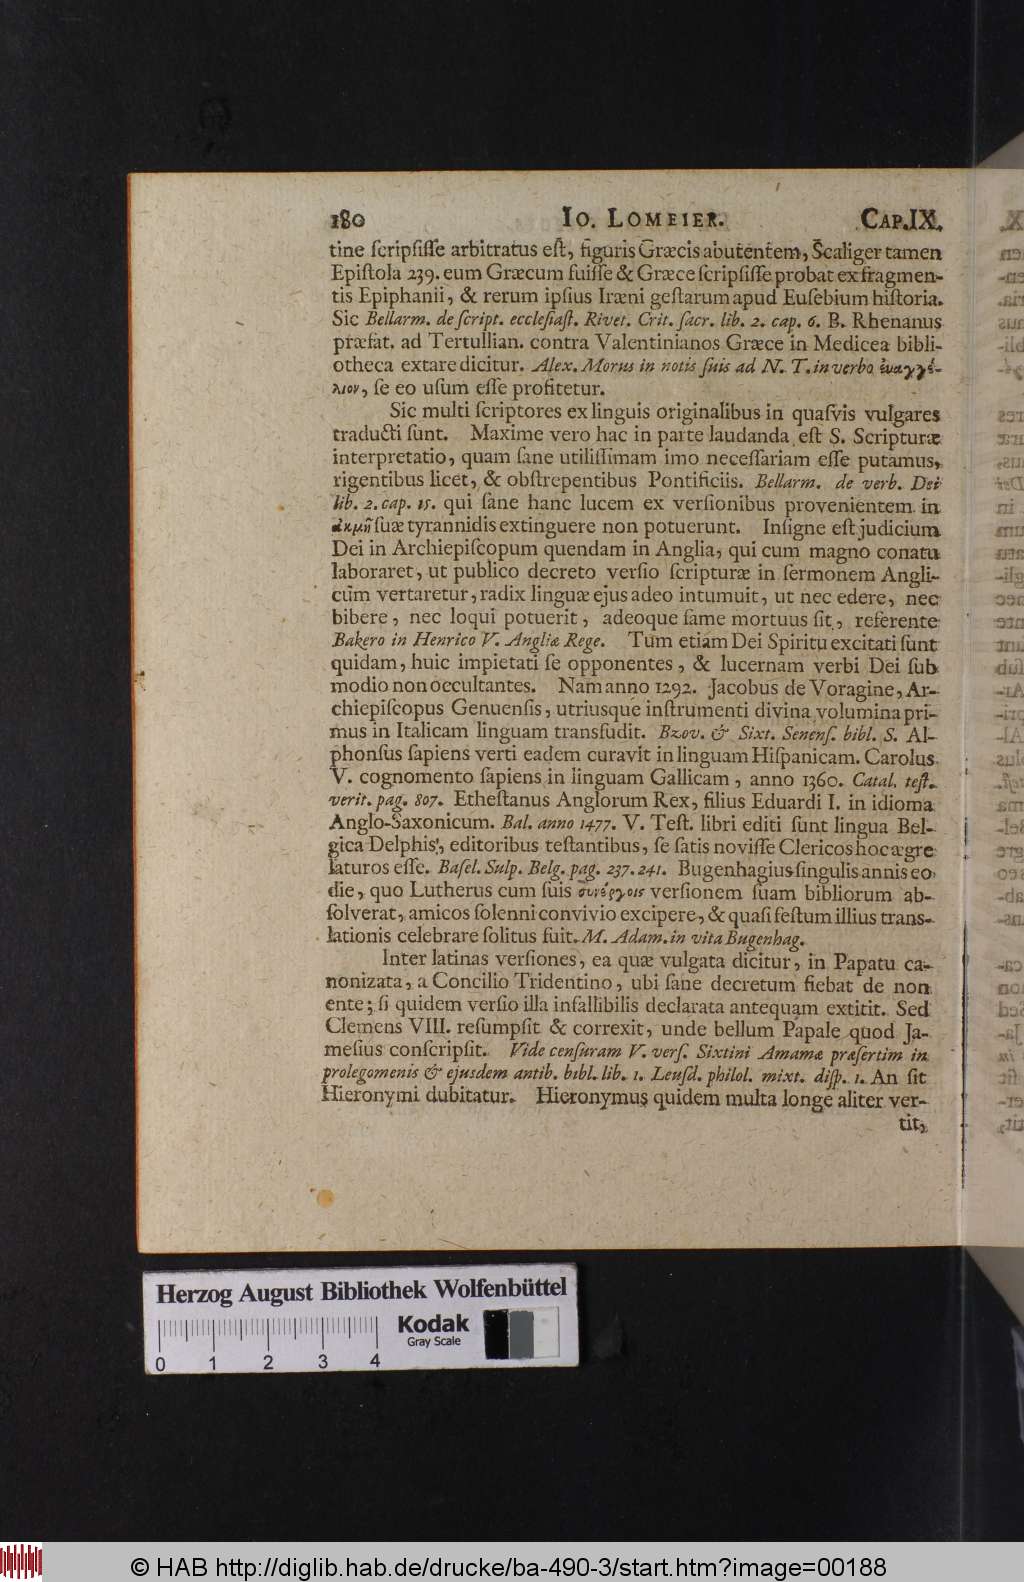 180 IO. LOMEIER. CAP.IX.
tine ſcripſiſſe arbitratus eſt, figuris Græcis abutentem, Scaliger tamen
Epiſtola 239. eum Græcum fuiſſe & Græce ſcripſiſſe probat ex fragmen-
tis Epiphanii, & rerum ipſius Iræni geſtarum apud Euſebium hiſtoria.
Sic Bellarm. de ſcript. eccleſiaſt. Rivet. Crit. ſacr. lib. 2. cap. 6. B. Rhenanus
præfat. ad Tertullian. contra Valentinianos Græce in Medicea bibli-
otheca extare dicitur. Alex. Morus in notis ſuis ad N. T. in verbo ἐυαγγέ-
λιον, ſe eo uſum eſſe profitetur.
Sic multi ſcriptores ex linguis originalibus in quaſvis vulgares
traducti ſunt. Maxime vero hac in parte laudanda eſt S. Scripturæ
interpretatio, quam ſane utiliſſimam imo neceſſariam eſſe putamus,
rigentibus licet, & obſtrepentibus Pontificiis. Bellarm. de verb. Dei
lib. 2. cap. 15. qui ſane hanc lucem ex verſionibus provenientem in
ἀκμῇ ſuæ tyrannidis extinguere non potuerunt. Inſigne eſt judicium
Dei in Archiepiſcopum quendam in Anglia, qui cum magno conatu
laboraret, ut publico decreto verſio ſcripturæ in ſermonem Angli-
cum vertaretur, radix linguæ ejus adeo intumuit, ut nec edere, nec
bibere, nec loqui potuerit, adeoque fame mortuus ſit, referente
Bakero in Henrico V. Angliæ Rege. Tum etiam Dei Spiritu excitati ſunt
quidam, huic impietati ſe opponentes, & lucernam verbi Dei ſub
modio non occultantes. Nam anno 1292. Jacobus de Voragine, Ar-
chiepiſcopus Genuenſis, utriusque inſtrumenti divina volumina pri-
mus in Italicam linguam transfudit. Bzov. & Sixt. Senenſ. bibl. S. Al-
phonſus ſapiens verti eadem curavit in linguam Hiſpanicam. Carolus
V. cognomento ſapiens in linguam Gallicam, anno 1360. Catal. teſt.
verit. pag. 807. Etheſtanus Anglorum Rex, filius Eduardi I. in idioma
Anglo-Saxonicum. Bal. anno 1477. V. Teſt. libri editi ſunt lingua Bel-
gica Delphis, editoribus teſtantibus, ſe ſatis noviſſe Clericos hoc ægre
laturos eſſe. Baſel. Sulp. Belg. pag. 237. 241. Bugenhagius ſingulis annis eo
die, quo Lutherus cum ſuis συνέργοις verſionem ſuam bibliorum ab-
ſolverat, amicos ſolenni convivio excipere, & quaſi feſtum illius trans-
lationis celebrare ſolitus fuit. M. Adam. in vita Bugenhag.
Inter latinas verſiones, ea quæ vulgata dicitur, in Papatu ca-
nonizata, a Concilio Tridentino, ubi ſane decretum fiebat de non
ente; ſi quidem verſio illa infallibilis declarata antequam extitit. Sed
Clemens VIII. reſumpſit & correxit, unde bellum Papale quod Ja-
meſius conſcripſit. Vide cenſuram V. verſ. Sixtini Amamæ præſertim in
prolegomenis & ejusdem antib. bibl. lib. 1. Leuſd. philol. mixt. diſp. 1. An ſit
Hieronymi dubitatur. Hieronymus quidem multa longe aliter ver-
tit,
Herzog August Bibliothek Wolfenbüttel
Kodak
Gray Scale
0 1 2 3 4
© HAB http://diglib.hab.de/drucke/ba-490-3/start.htm?image=00188